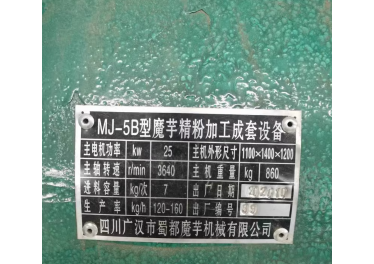 MJ-5B型魔芋精粉加工成套设备
主电机功率 kw 25 主机外形尺寸 1100×1400×1200
主轴转速 r/min 3640 主机重量 kg 860
进料容量 kg/次 7 出厂日期
生产率 kg/h 120-160 出厂编号
四川广汉市蜀都魔芋机械有限公司